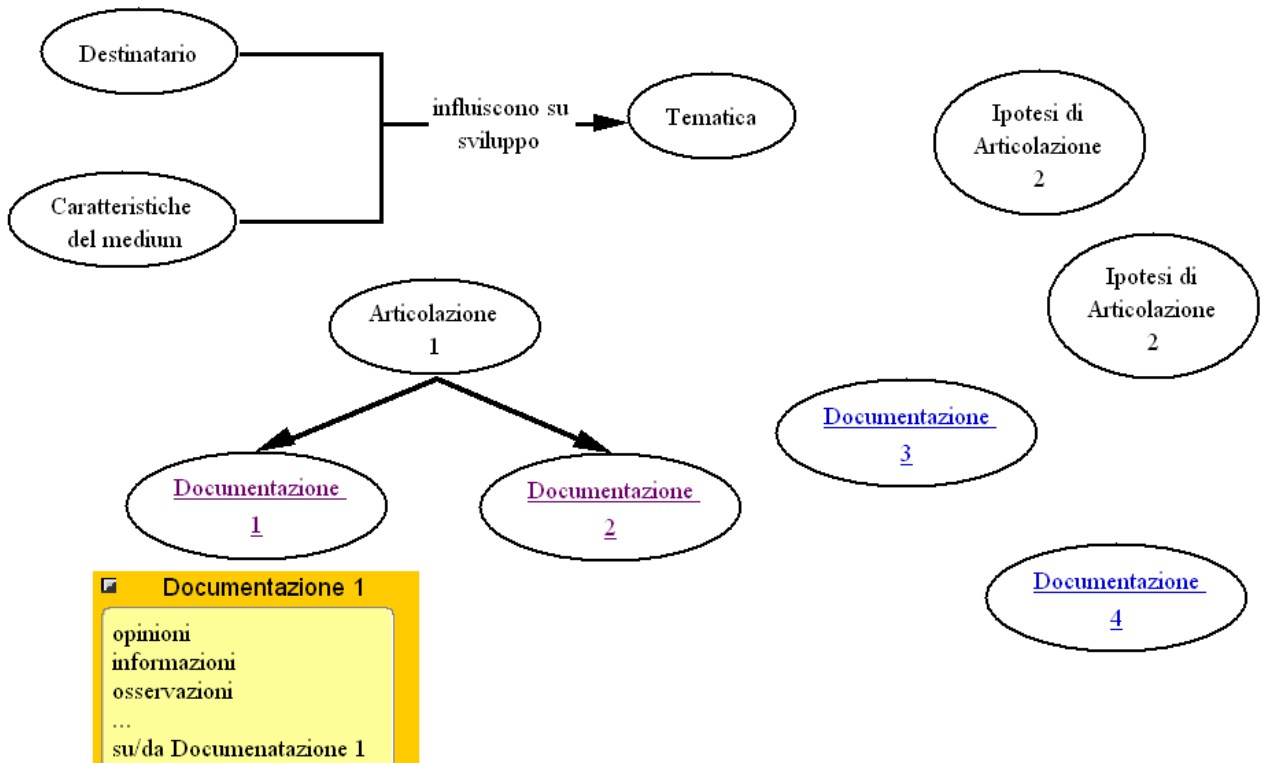 Destinatario
Caratteristiche
del medium
influiscono su
sviluppo
Tematica
Ipotesi di
Articolazione
2
Ipotesi di
Articolazione
2
Articolazione
1
Documentazione
1
Documentazione
2
Documentazione
3
Documentazione
4
Documentazione 1
opinioni
informazioni
osservazioni
...
su/da Documenatazione 1